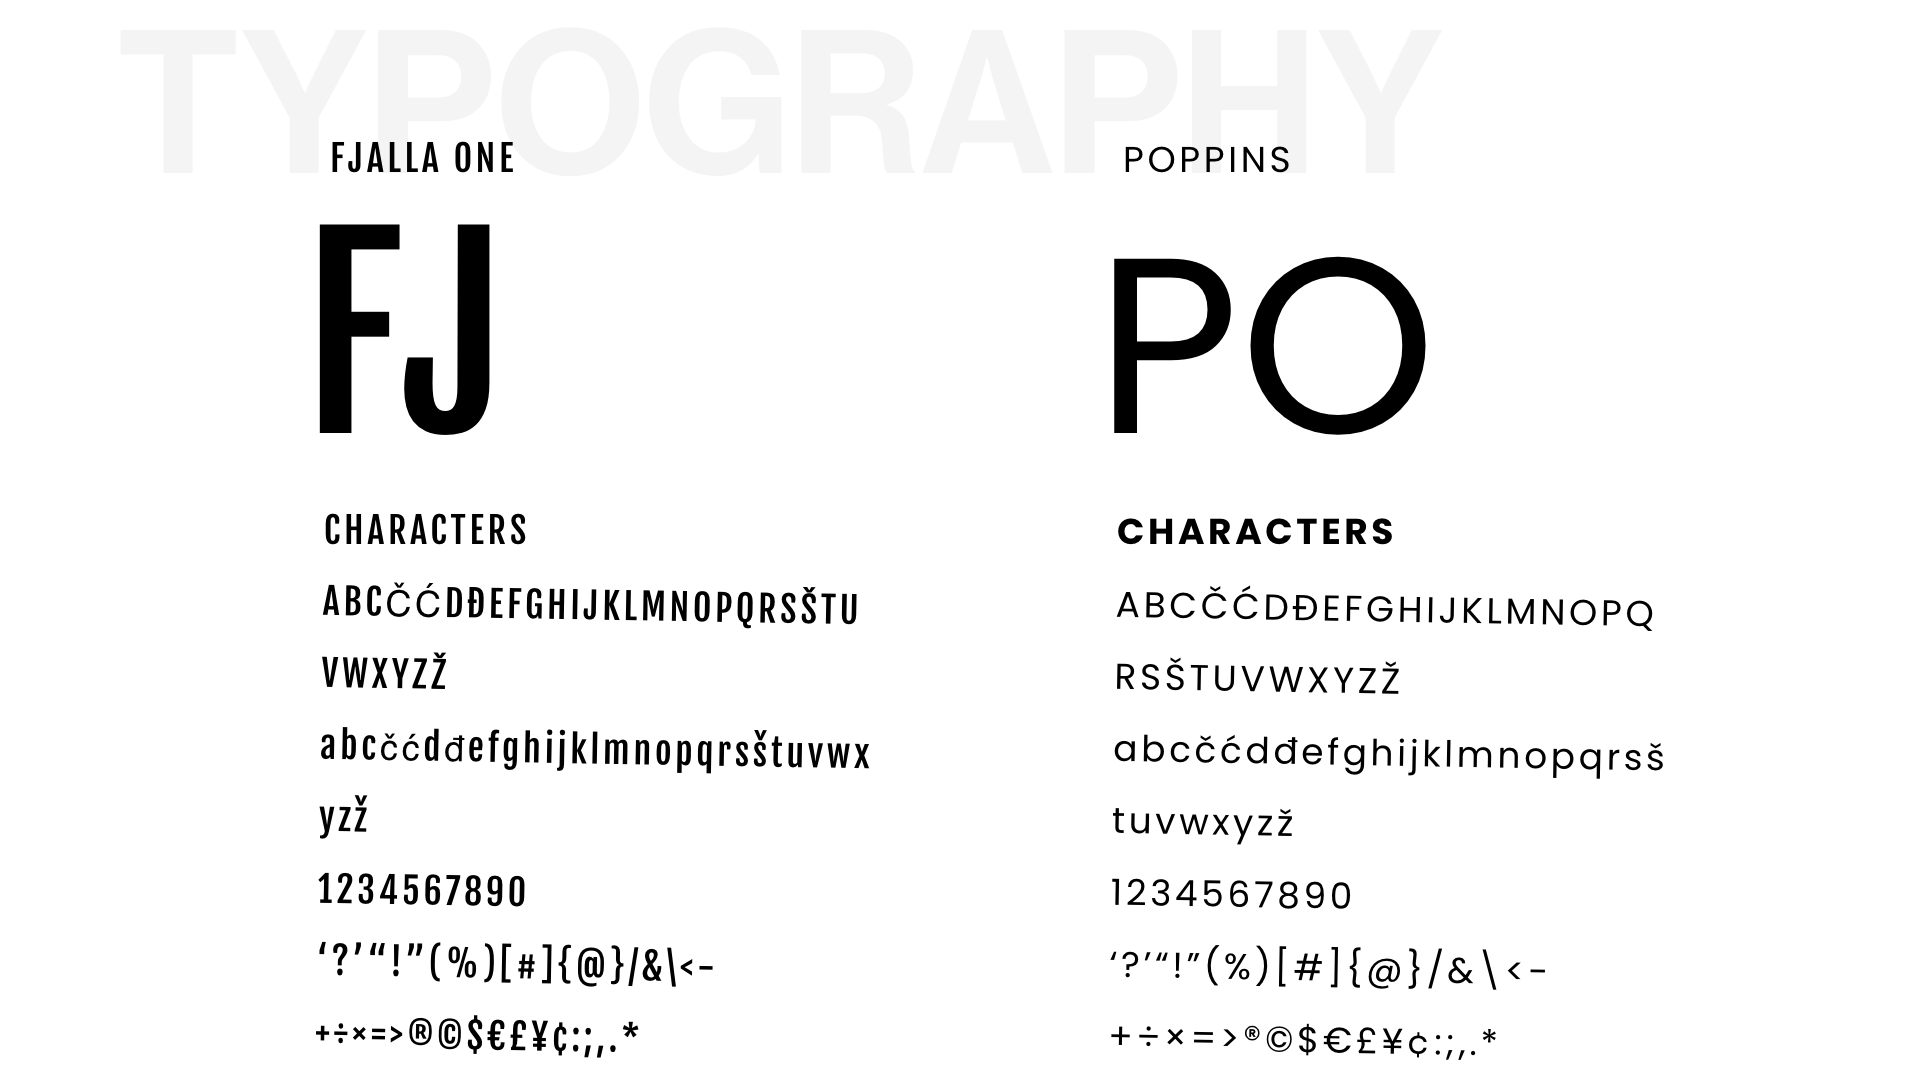 TYPOGRAPHY
FJALLA ONE
FJ
CHARACTERS
ABCČĆDĐEFGHIJKLMNOPQRSŠTU
VWXYZŽ
abcčćdđefghijklmnopqrsštuvwx
yzž
1234567890
‘?’“!”(%)[#]{@}/&\<-
+÷×=>®©$€£¥¢:;,.*
POPPINS
PO
CHARACTERS
ABCČĆDĐEFGHIJKLMNOPQ
RSŠTUVWXYZŽ
abcčćdđefghijklmnopqrsš
tuvwxyzž
1234567890
‘?’“!”(%)[#]{@}/&\<-
+÷×=>®©$€£¥¢:;,.*